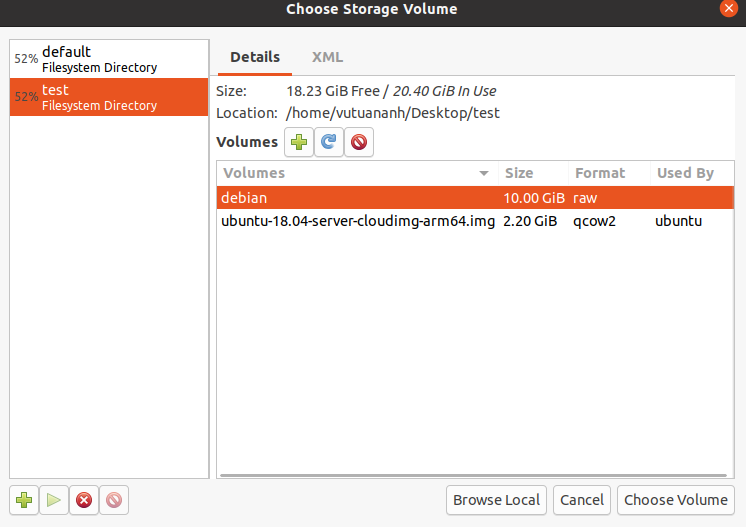 Choose Storage Volume
52% default
Filesystem Directory
52% test
Filesystem Directory
Details XML
Size: 18.23 GiB Free / 20.40 GiB In Use
Location: /home/vutuananh/Desktop/test
Volumes
Volumes Size Format Used By
debian 10.00 GiB raw
ubuntu-18.04-server-cloudimg-arm64.img 2.20 GiB qcow2 ubuntu
Browse Local Cancel Choose Volume